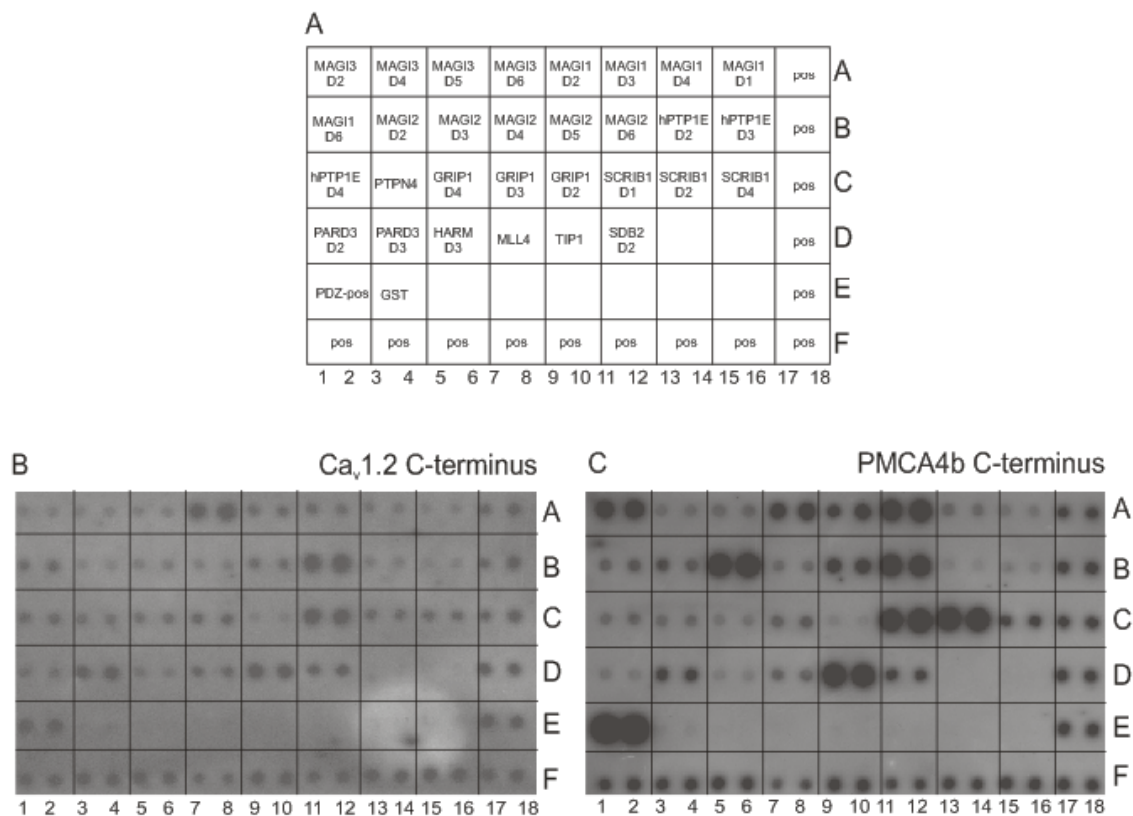 A
MAGI3 MAGI3 MAGI3 MAGI3 MAGI1 MAGI1 MAGI1 MAGI1 pos A
D2 D4 D5 D6 D2 D3 D4 D1
MAGI1 MAGI2 MAGI2 MAGI2 MAGI2 MAGI2 hPTP1E hPTP1E pos B
D6 D2 D3 D4 D5 D6 D2 D3
hPTP1E PTPN4 GRIP1 GRIP1 GRIP1 SCRIB1 SCRIB1 SCRIB1 pos C
D4 D4 D3 D2 D1 D2 D4
PARD3 PARD3 HARM MLL4 TIP1 SDB2 pos D
D2 D3 D3 D2
PDZ-pos GST pos E
pos pos pos pos pos pos pos pos pos F
1 2 3 4 5 6 7 8 9 10 11 12 13 14 15 16 17 18
B Cav1.2 C-terminus
A
B
C
D
E
F
1 2 3 4 5 6 7 8 9 10 11 12 13 14 15 16 17 18
C PMCA4b C-terminus
A
B
C
D
E
F
1 2 3 4 5 6 7 8 9 10 11 12 13 14 15 16 17 18